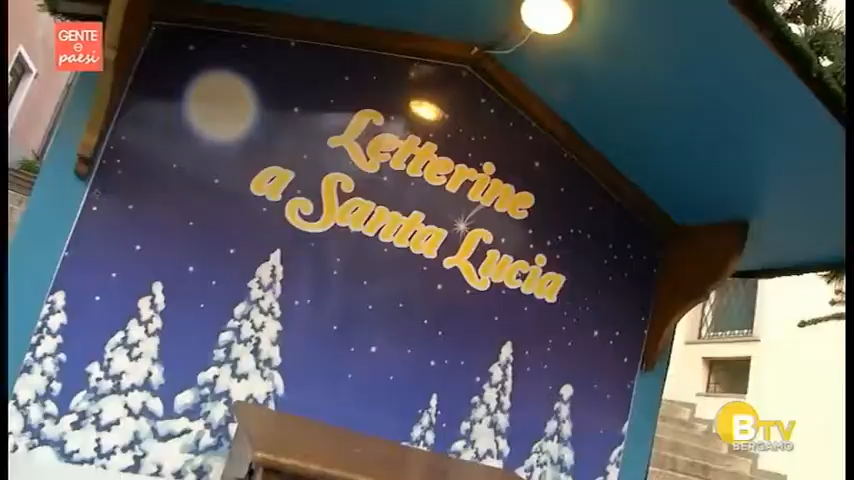 GENTE
e
paesi
Letterine
a Santa Lucia
BTV
BERGAMO